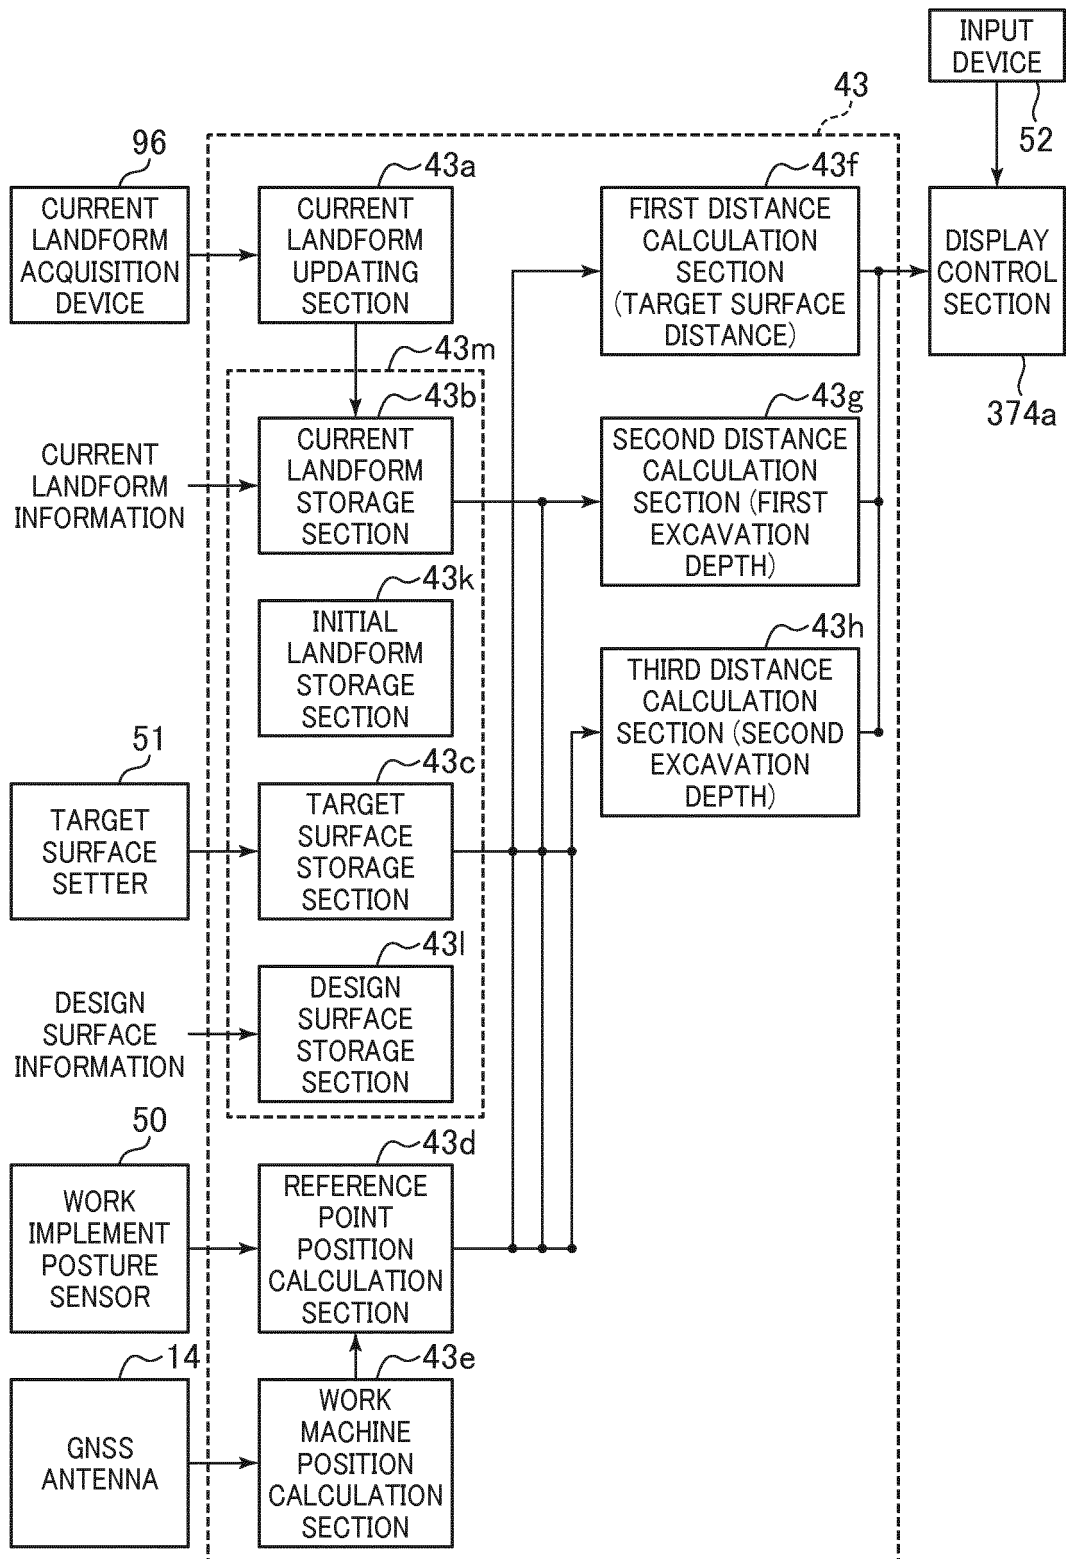 INPUT
DEVICE
52
43
96
CURRENT
LANDFORM
ACQUISITION
DEVICE
43a
CURRENT
LANDFORM
UPDATING
SECTION
43f
FIRST DISTANCE
CALCULATION
SECTION
(TARGET SURFACE
DISTANCE)
DISPLAY
CONTROL
SECTION
374a
43m
CURRENT
LANDFORM
INFORMATION
43b
CURRENT
LANDFORM
STORAGE
SECTION
43g
SECOND DISTANCE
CALCULATION
SECTION (FIRST
EXCAVATION
DEPTH)
43k
INITIAL
LANDFORM
STORAGE
SECTION
43h
THIRD DISTANCE
CALCULATION
SECTION (SECOND
EXCAVATION
DEPTH)
51
TARGET
SURFACE
SETTER
43c
TARGET
SURFACE
STORAGE
SECTION
DESIGN
SURFACE
INFORMATION
43l
DESIGN
SURFACE
STORAGE
SECTION
50
WORK
IMPLEMENT
POSTURE
SENSOR
43d
REFERENCE
POINT
POSITION
CALCULATION
SECTION
14
GNSS
ANTENNA
43e
WORK
MACHINE
POSITION
CALCULATION
SECTION